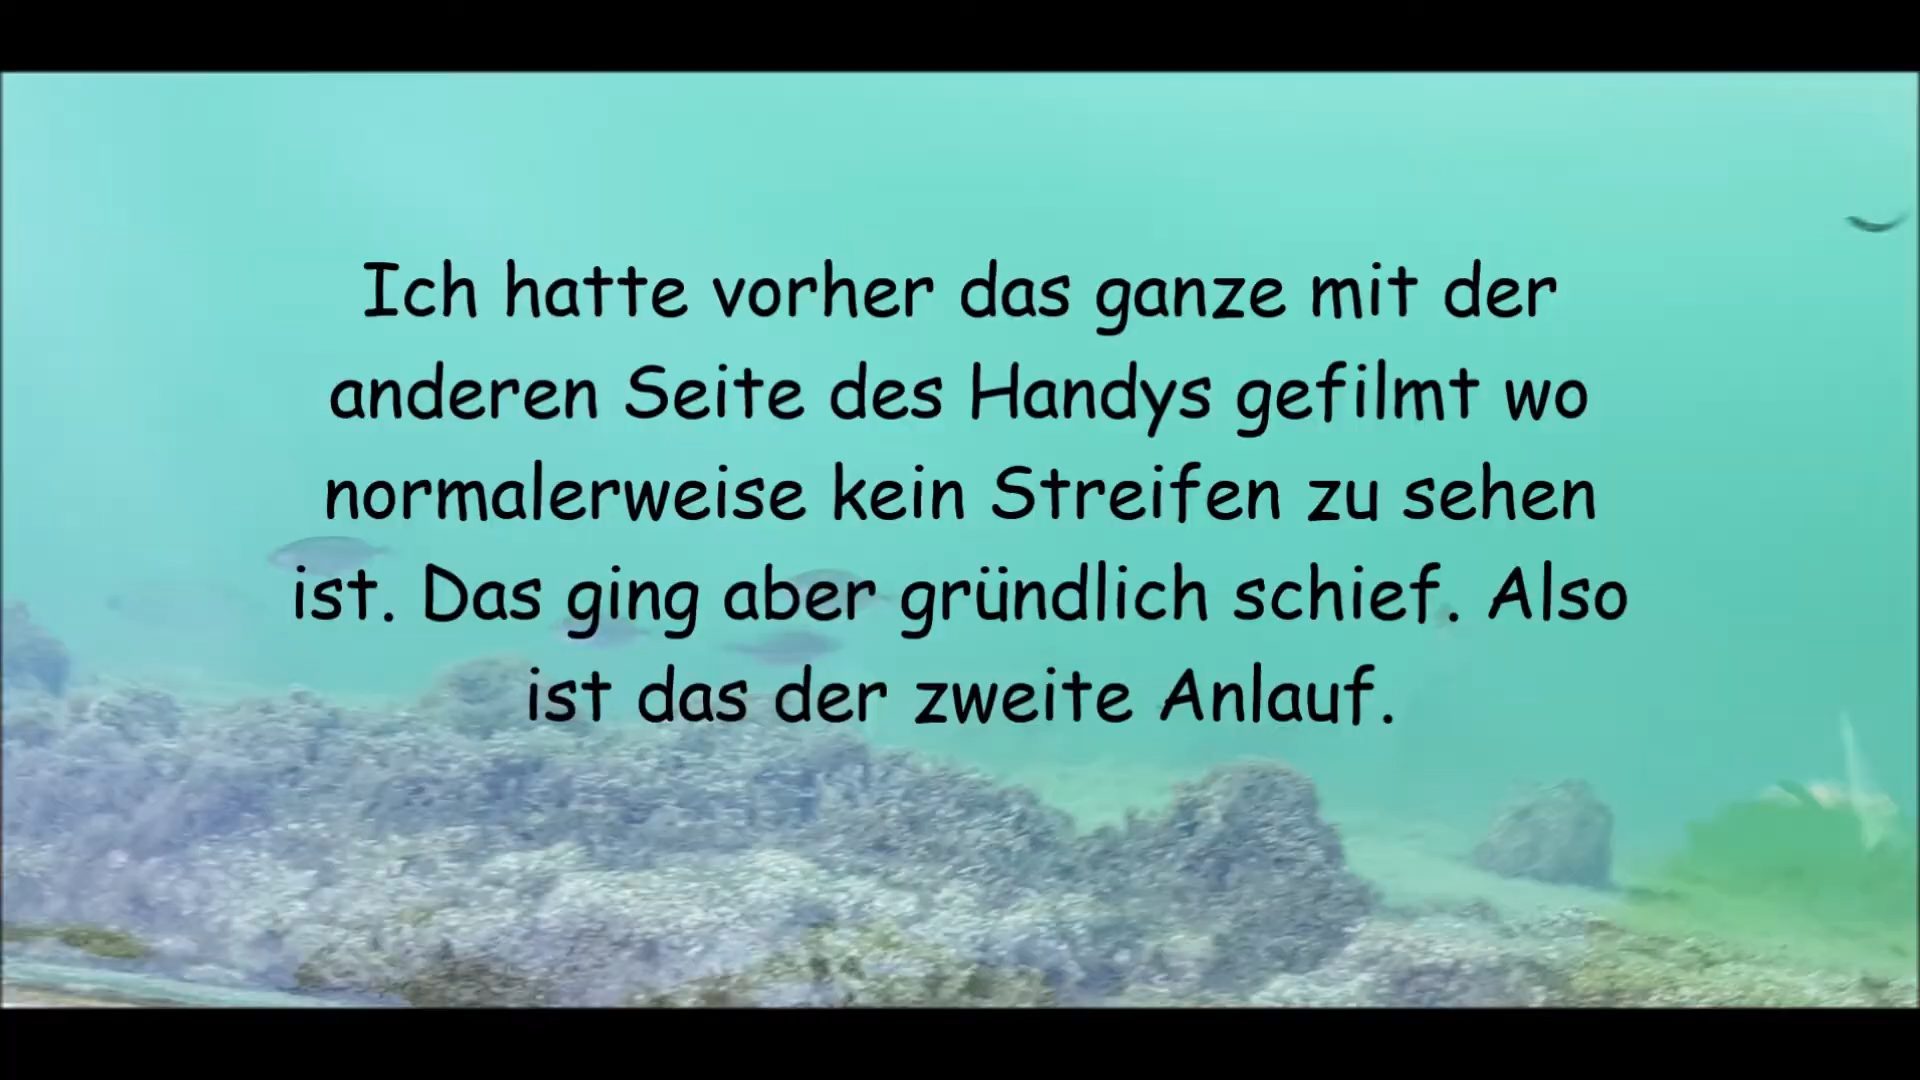 Ich hatte vorher das ganze mit der
anderen Seite des Handys gefilmt wo
normalerweise kein Streifen zu sehen
ist. Das ging aber gründlich schief. Also
ist das der zweite Anlauf.